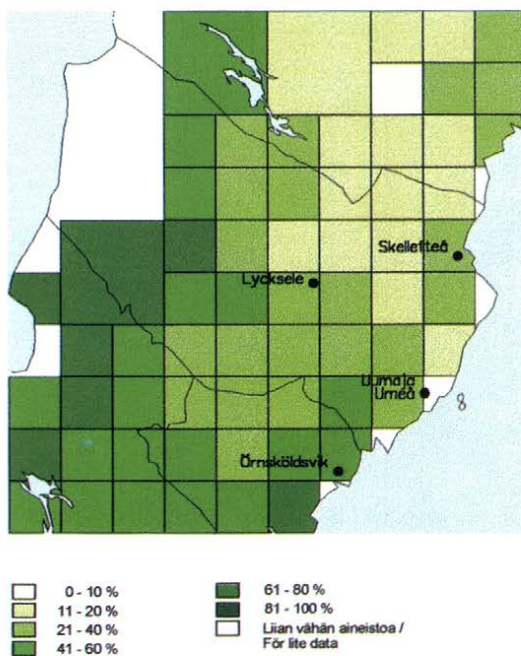 Skellefteå
Lycksele
Uumaja
Umeå
8
Örnsköldsvik
0 - 10 %
11 - 20 %
21 - 40 %
41 - 60 %
61 - 80 %
81 - 100 %
Liian vähän aineistoa /
För lite data